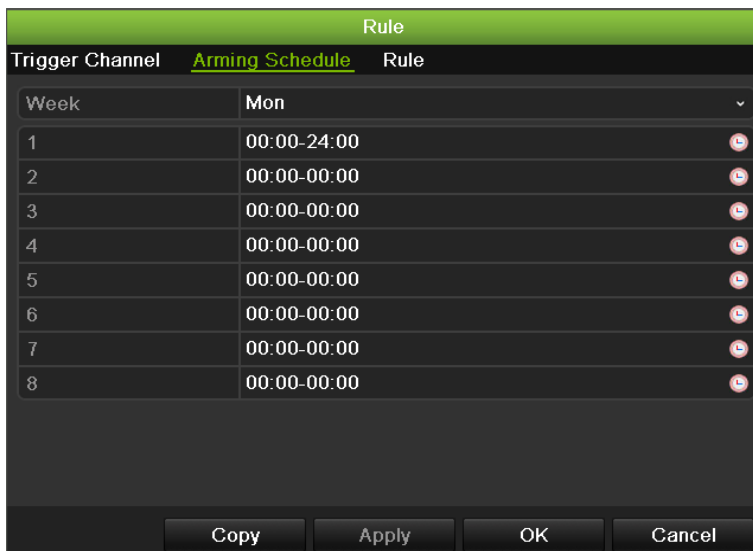 Rule
Trigger Channel Arming Schedule Rule
Week Mon
1 00:00-24:00
2 00:00-00:00
3 00:00-00:00
4 00:00-00:00
5 00:00-00:00
6 00:00-00:00
7 00:00-00:00
8 00:00-00:00
Copy Apply OK Cancel